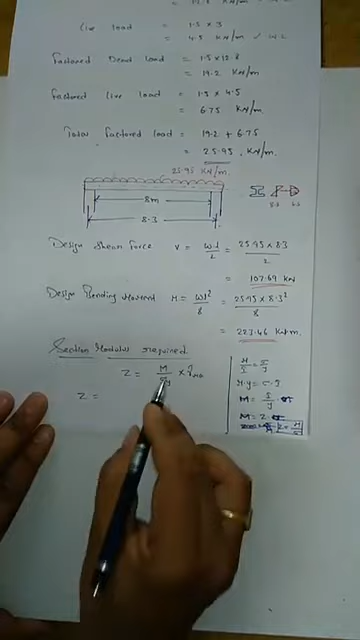 Live load = 1.5 x 3
= 4.5 KN/m ✓ w2
Factored Dead load = 1.5 x 12.8
= 19.2 KN/m.
Factored live load = 1.5 x 4.5
= 6.75 KN/m.
Total factored load = 19.2 + 6.75
= 25.95 KN/m.
25.95 KN/m.
8m
8.3
Design Shear force V = wl/2 = 25.95 x 8.3/2
= 107.69 KN
Design Bending Moment M = wl²/8 = 25.95 x 8.3²/8
= 223.46 KN.m.
Section Modulus required
Z = M/fy x γm0
Z =
M/I = σ/y
M.y = σ.I
M = I/y . σ
M = Z . σ
Z = M/σ